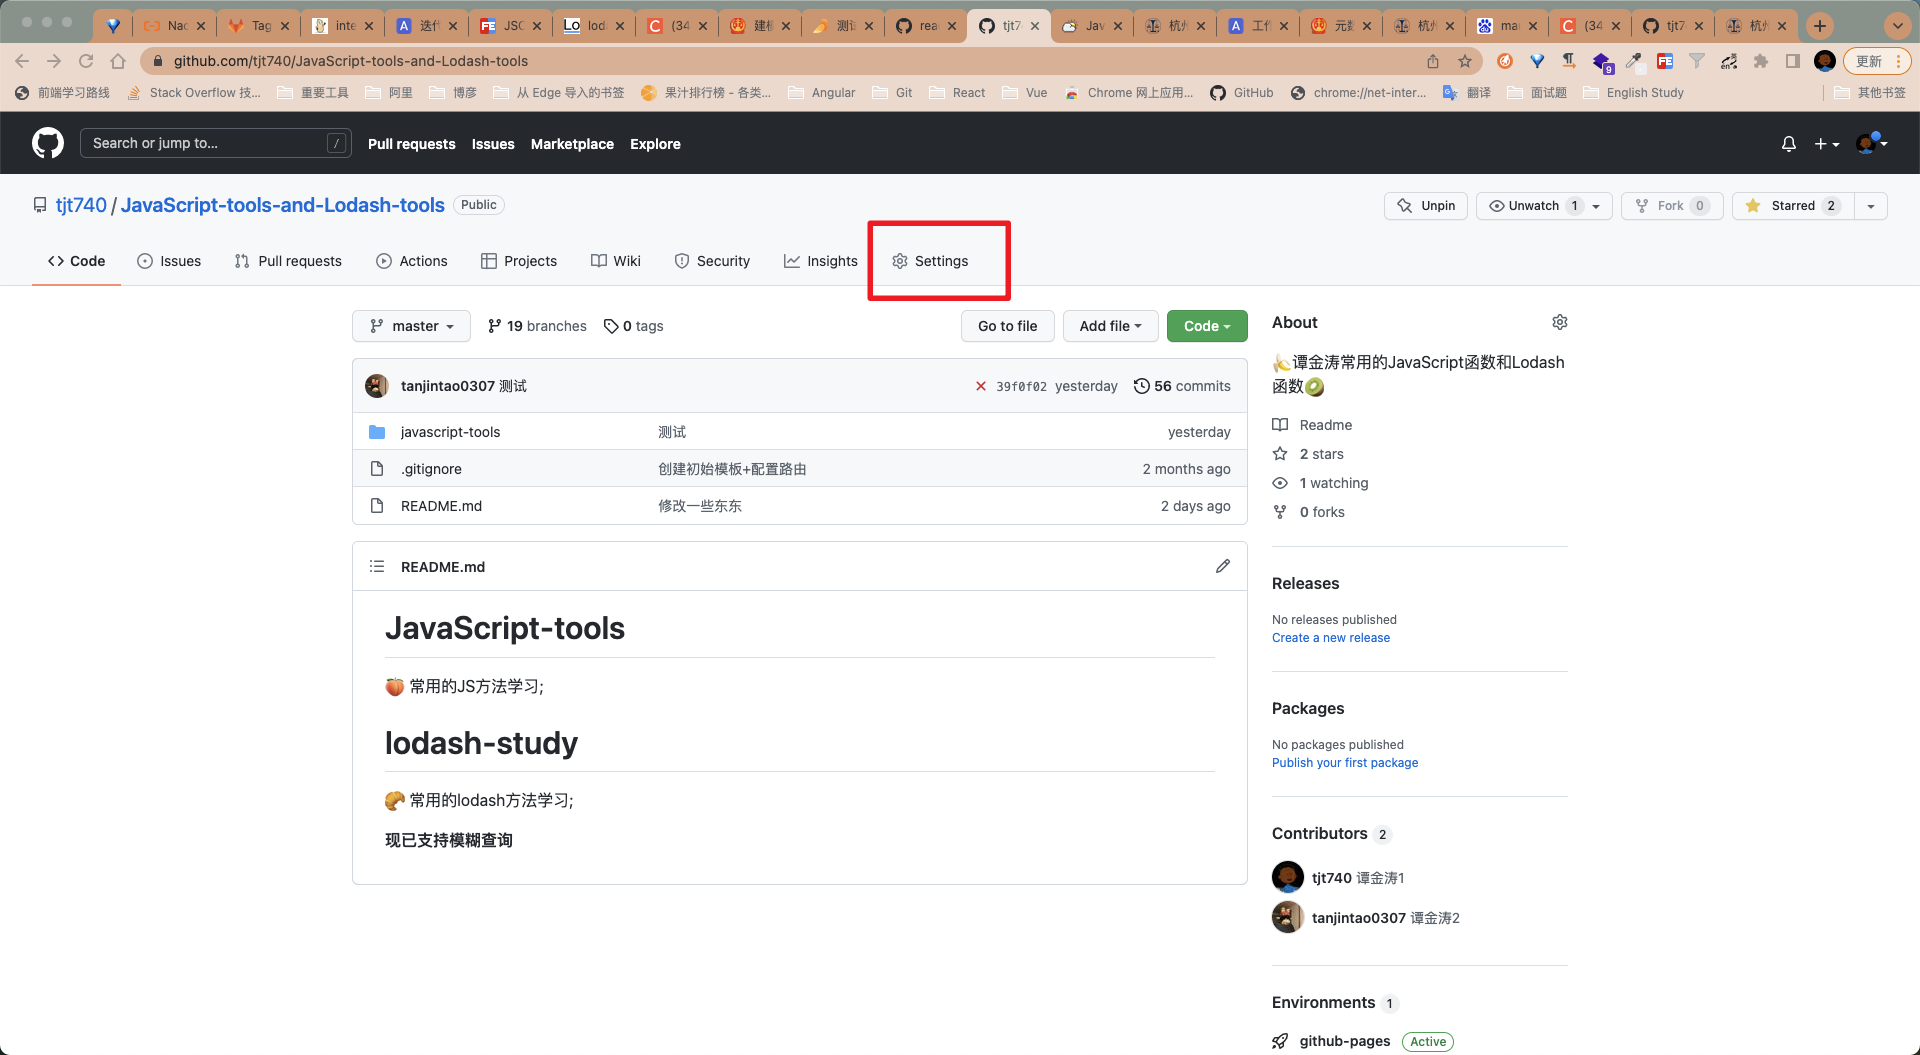 Nac
Tag
inte
迭代
JSC
lod
(34
建模
测试
rea
tjt7
Jav
杭州
工作
元数
杭州
mar
(34
tjt7
杭州
github.com/tjt740/JavaScript-tools-and-Lodash-tools
更新
前端学习路线
Stack Overflow 技...
重要工具
阿里
博彦
从 Edge 导入的书签
果汁排行榜 - 各类...
Angular
Git
React
Vue
Chrome 网上应用...
GitHub
chrome://net-inter...
翻译
面试题
English Study
其他书签
Search or jump to...
/
Pull requests
Issues
Marketplace
Explore
tjt740 / JavaScript-tools-and-Lodash-tools
Public
Unpin
Unwatch 1
Fork 0
Starred 2
Code
Issues
Pull requests
Actions
Projects
Wiki
Security
Insights
Settings
master
19 branches
0 tags
Go to file
Add file
Code
tanjintao0307 测试
39f0f02 yesterday
56 commits
javascript-tools
测试
yesterday
.gitignore
创建初始模板+配置路由
2 months ago
README.md
修改一些东东
2 days ago
README.md
JavaScript-tools
常用的JS方法学习;
lodash-study
常用的lodash方法学习;
现已支持模糊查询
About
谭金涛常用的JavaScript函数和Lodash
函数
Readme
2 stars
1 watching
0 forks
Releases
No releases published
Create a new release
Packages
No packages published
Publish your first package
Contributors 2
tjt740 谭金涛1
tanjintao0307 谭金涛2
Environments 1
github-pages
Active